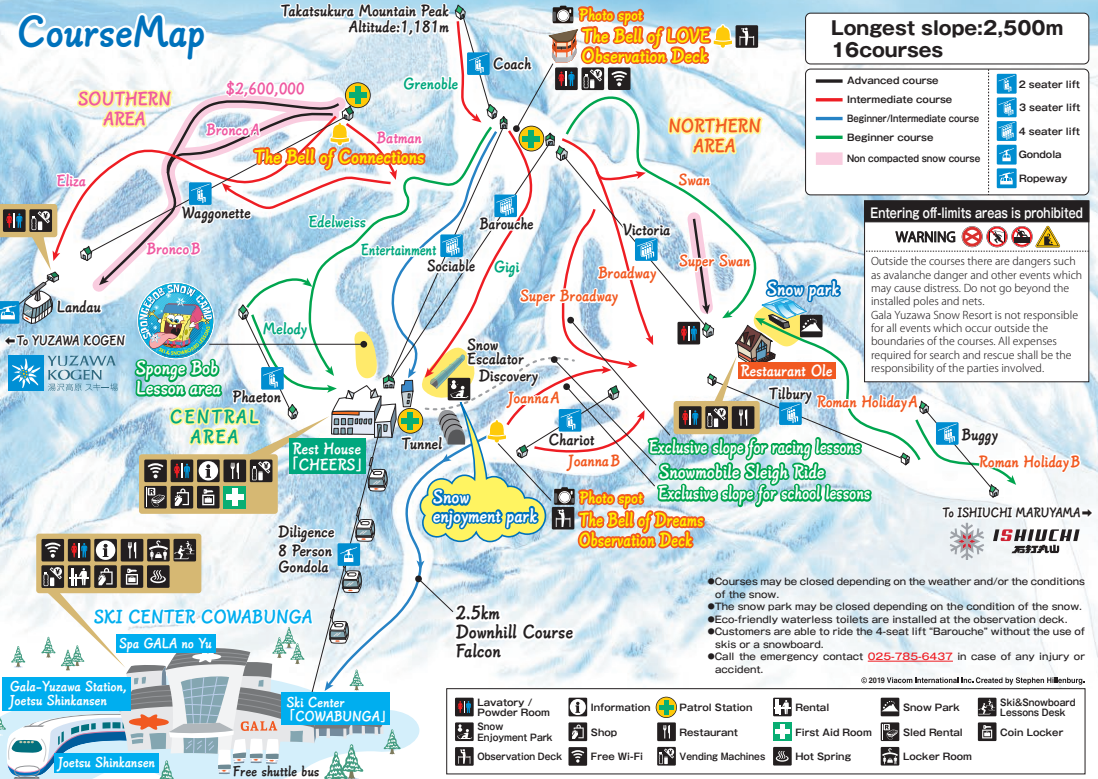 CourseMap
Takatsukura Mountain Peak
Altitude:1,181m
Photo spot
The Bell of LOVE
Observation Deck
Longest slope:2,500m
16courses
Advanced course
Intermediate course
Beginner/Intermediate course
Beginner course
Non compacted snow course
2 seater lift
3 seater lift
4 seater lift
Gondola
Ropeway
Coach
Grenoble
$2,600,000
SOUTHERN
AREA
Bronco A
Batman
The Bell of Connections
NORTHERN
AREA
Eliza
Waggonette
Swan
Edelweiss
Barouche
Victoria
Bronco B
Entertainment
Sociable
Gigi
Broadway
Super Swan
Super Broadway
Entering off-limits areas is prohibited
WARNING
Outside the courses there are dangers such
as avalanche danger and other events which
may cause distress. Do not go beyond the
installed poles and nets.
Gala Yuzawa Snow Resort is not responsible
for all events which occur outside the
boundaries of the courses. All expenses
required for search and rescue shall be the
responsibility of the parties involved.
Landau
←To YUZAWA KOGEN
YUZAWA
KOGEN
湯沢高原 スキー場
SPONGEBOB SNOW CAMP
SKI & SNOWBOARD LESSON
Sponge Bob
Lesson area
Melody
Phaeton
Snow park
Snow
Escalator
Discovery
Restaurant Ole
Tilbury
Roman Holiday A
Buggy
Roman Holiday B
CENTRAL
AREA
Rest House
「CHEERS」
Tunnel
Joanna A
Chariot
Joanna B
Exclusive slope for racing lessons
Snowmobile Sleigh Ride
Exclusive slope for school lessons
Snow
enjoyment park
Photo spot
The Bell of Dreams
Observation Deck
To ISHIUCHI MARUYAMA→
ISHIUCHI
石打丸山
Diligence
8 Person
Gondola
2.5km
Downhill Course
Falcon
●Courses may be closed depending on the weather and/or the conditions
of the snow.
●The snow park may be closed depending on the condition of the snow.
●Eco-friendly waterless toilets are installed at the observation deck.
●Customers are able to ride the 4-seat lift "Barouche" without the use of
skis or a snowboard.
●Call the emergency contact 025-785-6437 in case of any injury or
accident.
© 2019 Viacom International Inc. Created by Stephen Hillenburg.
SKI CENTER COWABUNGA
Spa GALA no Yu
Gala-Yuzawa Station,
Joetsu Shinkansen
GALA
Ski Center
「COWABUNGA」
Joetsu Shinkansen
Free shuttle bus
Lavatory /
Powder Room
Information
Patrol Station
Rental
Snow Park
Ski&Snowboard
Lessons Desk
Snow
Enjoyment Park
Shop
Restaurant
First Aid Room
Sled Rental
Coin Locker
Observation Deck
Free Wi-Fi
Vending Machines
Hot Spring
Locker Room